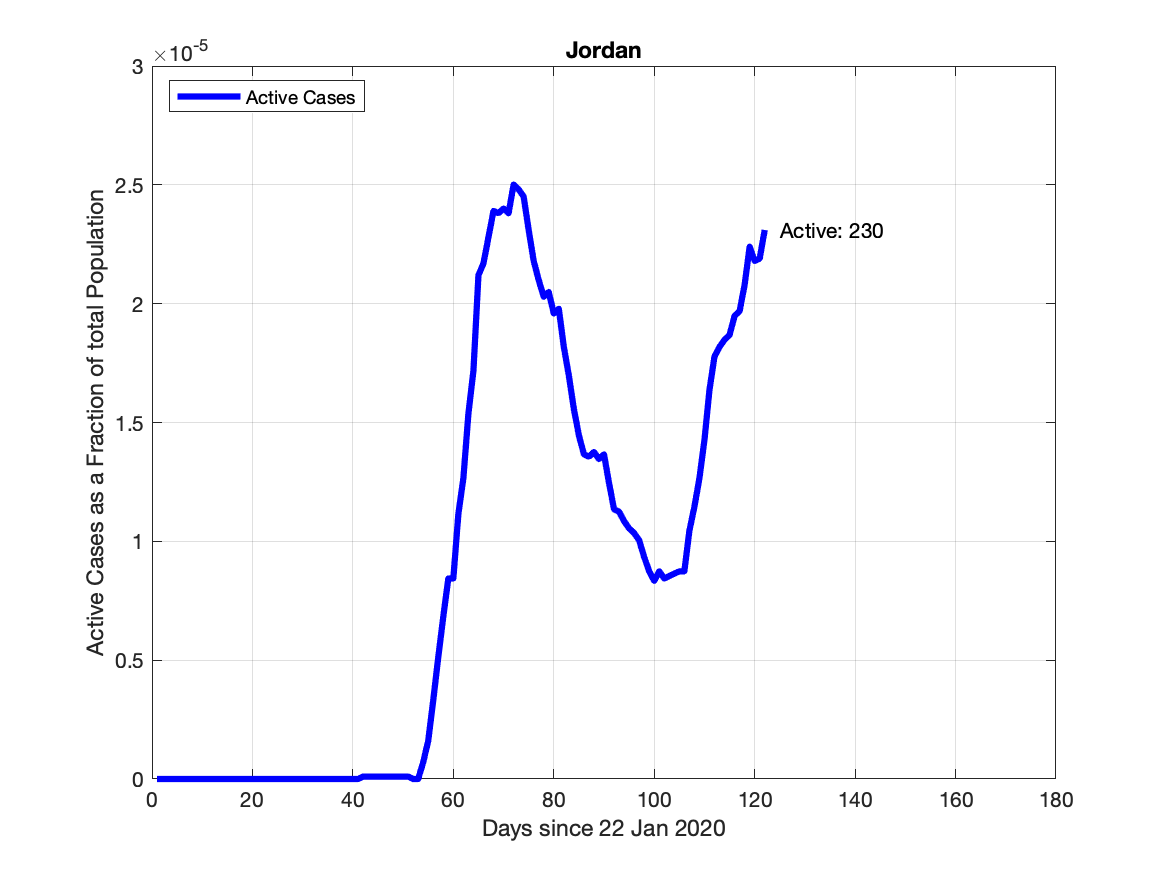 Jordan
×10⁻⁵
Active Cases
Active: 230
3
2.5
2
1.5
1
0.5
0
0 20 40 60 80 100 120 140 160 180
Days since 22 Jan 2020
Active Cases as a Fraction of total Population